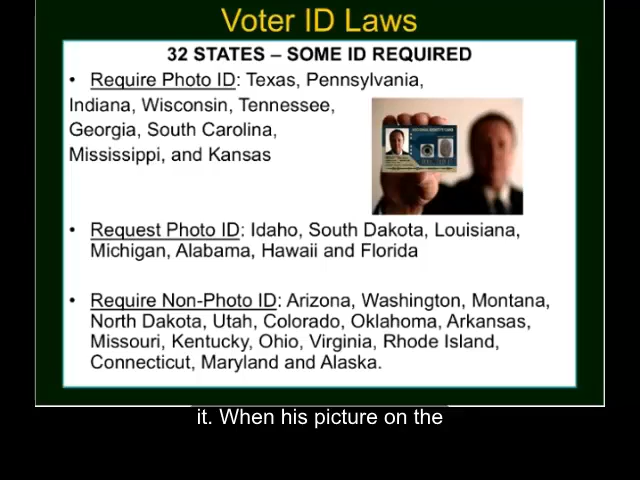 Voter ID Laws
32 STATES – SOME ID REQUIRED
• Require Photo ID: Texas, Pennsylvania,
Indiana, Wisconsin, Tennessee,
Georgia, South Carolina,
Mississippi, and Kansas
• Request Photo ID: Idaho, South Dakota, Louisiana,
Michigan, Alabama, Hawaii and Florida
• Require Non-Photo ID: Arizona, Washington, Montana,
North Dakota, Utah, Colorado, Oklahoma, Arkansas,
Missouri, Kentucky, Ohio, Virginia, Rhode Island,
Connecticut, Maryland and Alaska.
it. When his picture on the